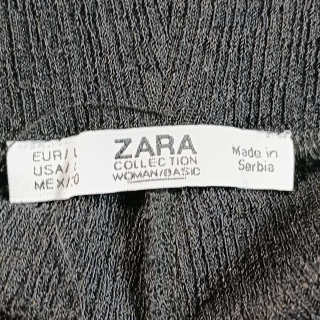 EUR/
USA/
MEX/
ZARA
COLLECTION
WOMAN/BASIC
Made in
Serbia